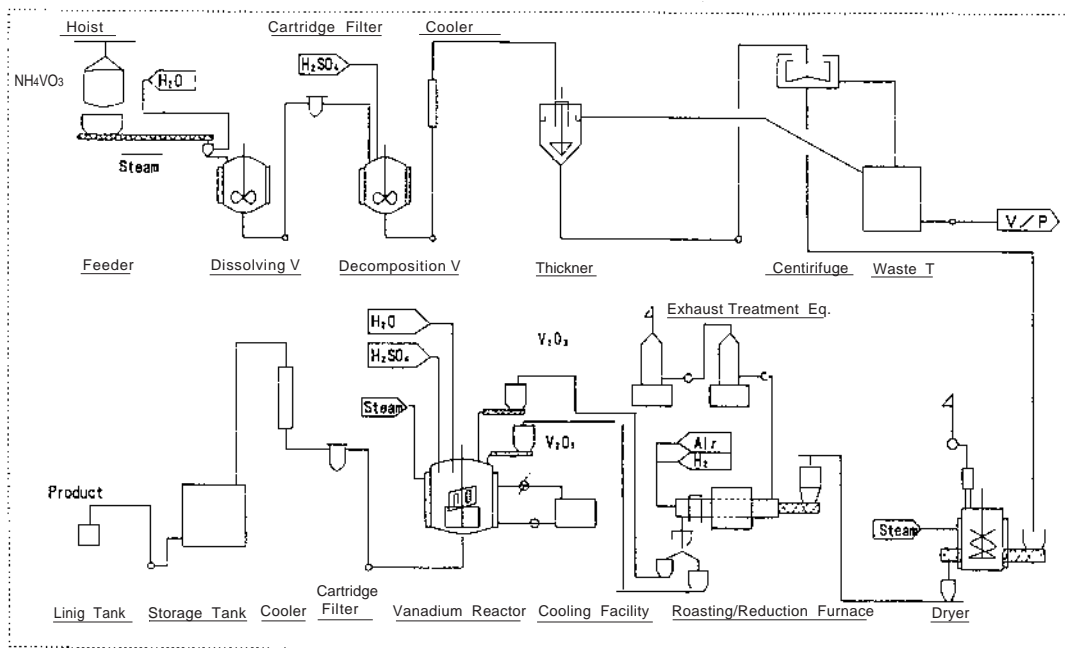 Hoist
Cartridge Filter
Cooler
NH4VO3
H₂O
H₂SO₄
Steam
Feeder
Dissolving V
Decomposition V
Thickner
Centirifuge
Waste T
V/P
Exhaust Treatment Eq.
H₂O
H₂SO₄
Steam
V₂O₃
V₂O₅
Air
H₂
Steam
Product
Linig Tank
Storage Tank
Cooler
Cartridge
Filter
Vanadium Reactor
Cooling Facility
Roasting/Reduction Furnace
Dryer